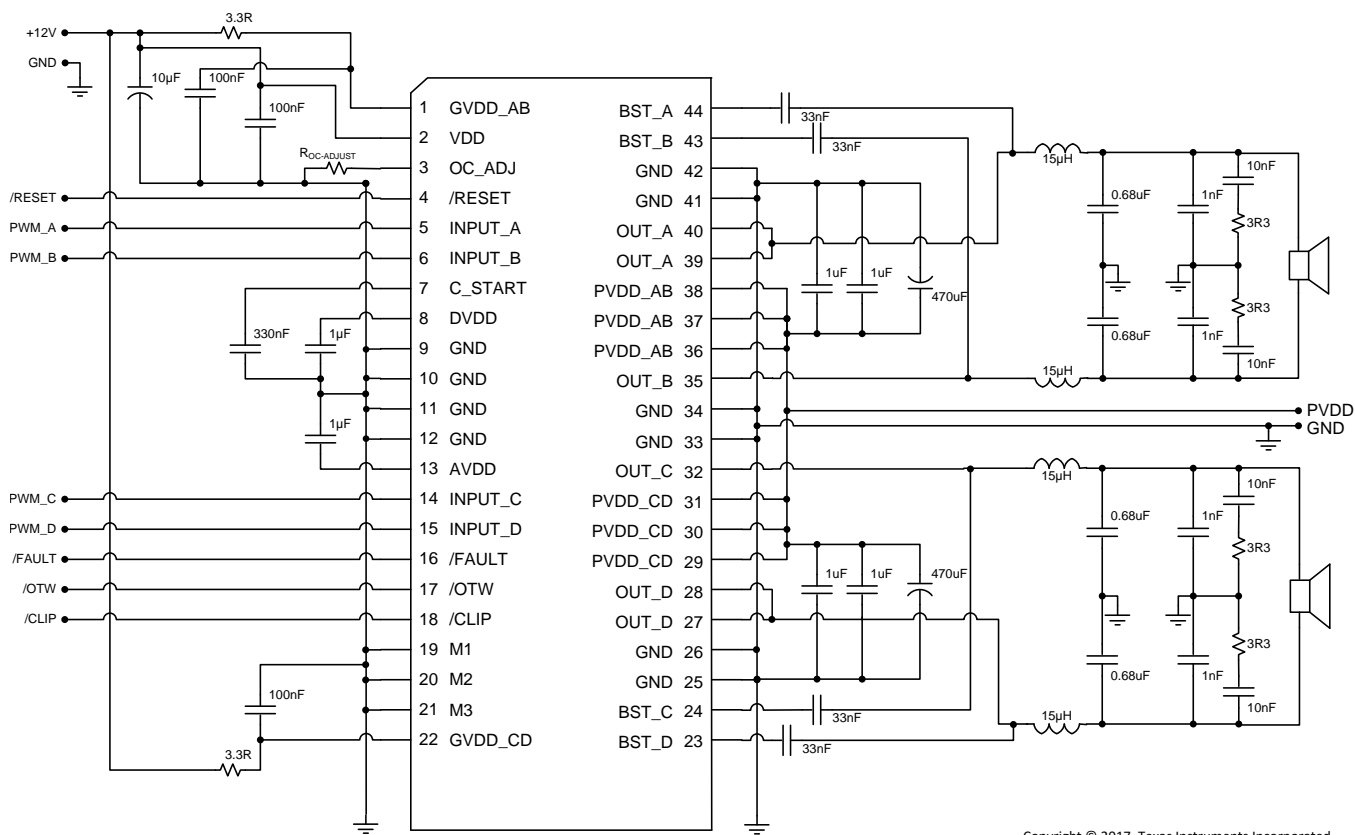 3.3R
+12V
GND
10µF
100nF
100nF
R_OC-ADJUST
/RESET
PWM_A
PWM_B
330nF
1µF
1µF
PWM_C
PWM_D
/FAULT
/OTW
/CLIP
100nF
3.3R
1 GVDD_AB
2 VDD
3 OC_ADJ
4 /RESET
5 INPUT_A
6 INPUT_B
7 C_START
8 DVDD
9 GND
10 GND
11 GND
12 GND
13 AVDD
14 INPUT_C
15 INPUT_D
16 /FAULT
17 /OTW
18 /CLIP
19 M1
20 M2
21 M3
22 GVDD_CD
BST_A 44
BST_B 43
GND 42
GND 41
OUT_A 40
OUT_A 39
PVDD_AB 38
PVDD_AB 37
PVDD_AB 36
OUT_B 35
GND 34
GND 33
OUT_C 32
PVDD_CD 31
PVDD_CD 30
PVDD_CD 29
OUT_D 28
OUT_D 27
GND 26
GND 25
BST_C 24
BST_D 23
33nF
33nF
15µH
10nF
0.68uF
1nF
3R3
1uF
1uF
470uF
3R3
0.68uF
1nF
10nF
15µH
PVDD
GND
15µH
10nF
0.68uF
1nF
3R3
1uF
1uF
470uF
3R3
0.68uF
1nF
10nF
33nF
15µH
33nF
Copyright © 2017, Texas Instruments Incorporated